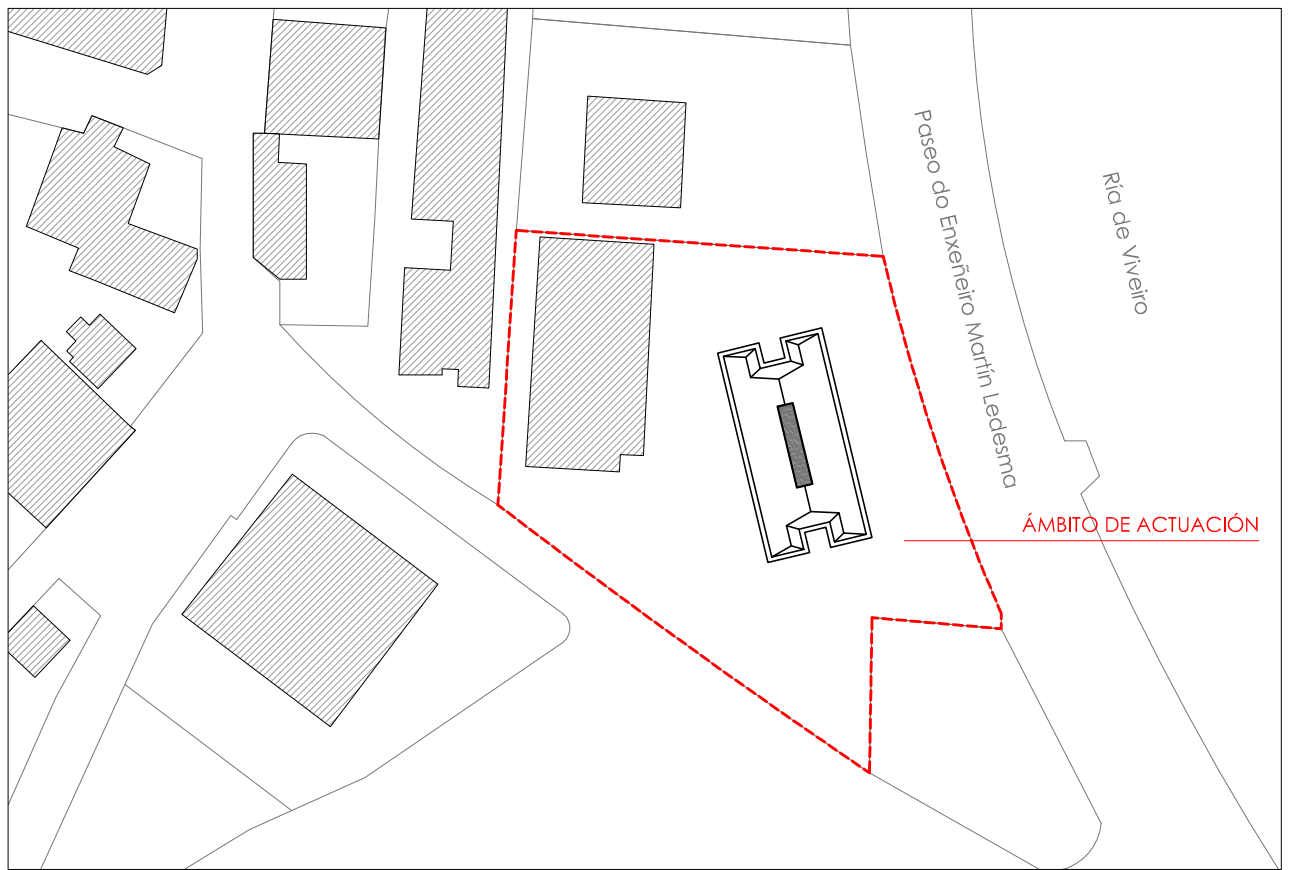 Paseo do Enxeñeiro Martín Ledesma
Ría de Viveiro
ÁMBITO DE ACTUACIÓN